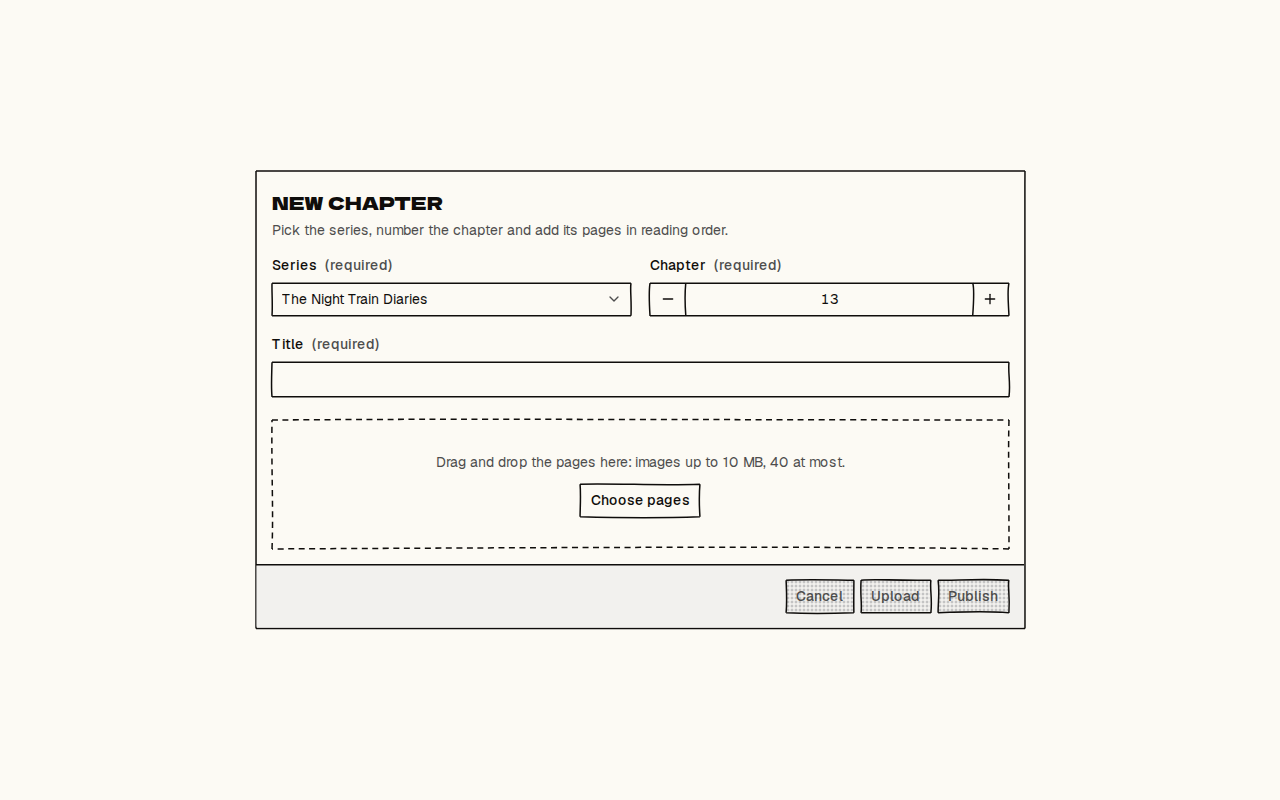 NEW CHAPTER
Pick the series, number the chapter and add its pages in reading order.
Series (required)
Chapter (required)
The Night Train Diaries
− 13 +
Title (required)
Drag and drop the pages here: images up to 10 MB, 40 at most.
Choose pages
Cancel Upload Publish